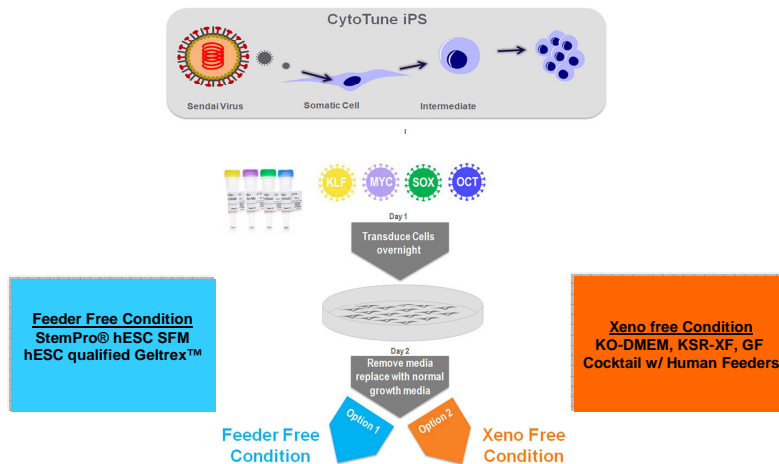 CytoTune iPS
Sendai Virus
Somatic Cell
Intermediate
KLF
MYC
SOX
OCT
Day 1
Transduce Cells
overnight
Feeder Free Condition
StemPro® hESC SFM
hESC qualified Geltrex™
Xeno free Condition
KO-DMEM, KSR-XF, GF
Cocktail w/ Human Feeders
Day 2
Remove media
replace with normal
growth media
Option 1
Option 2
Feeder Free
Condition
Xeno Free
Condition